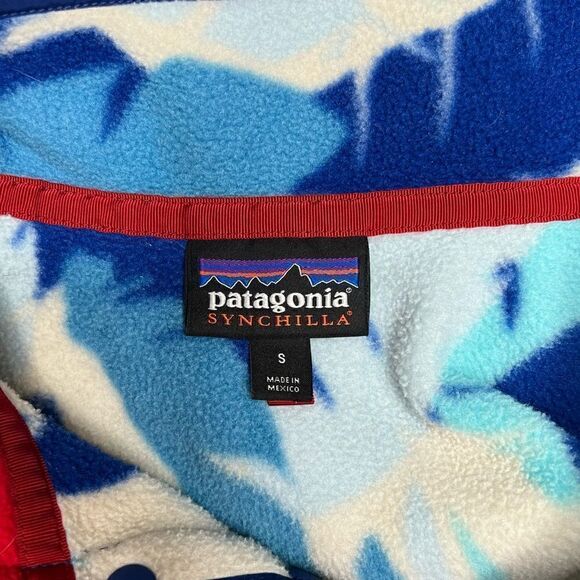 patagonia®
SYNCHILLA®
S
MADE IN
MEXICO